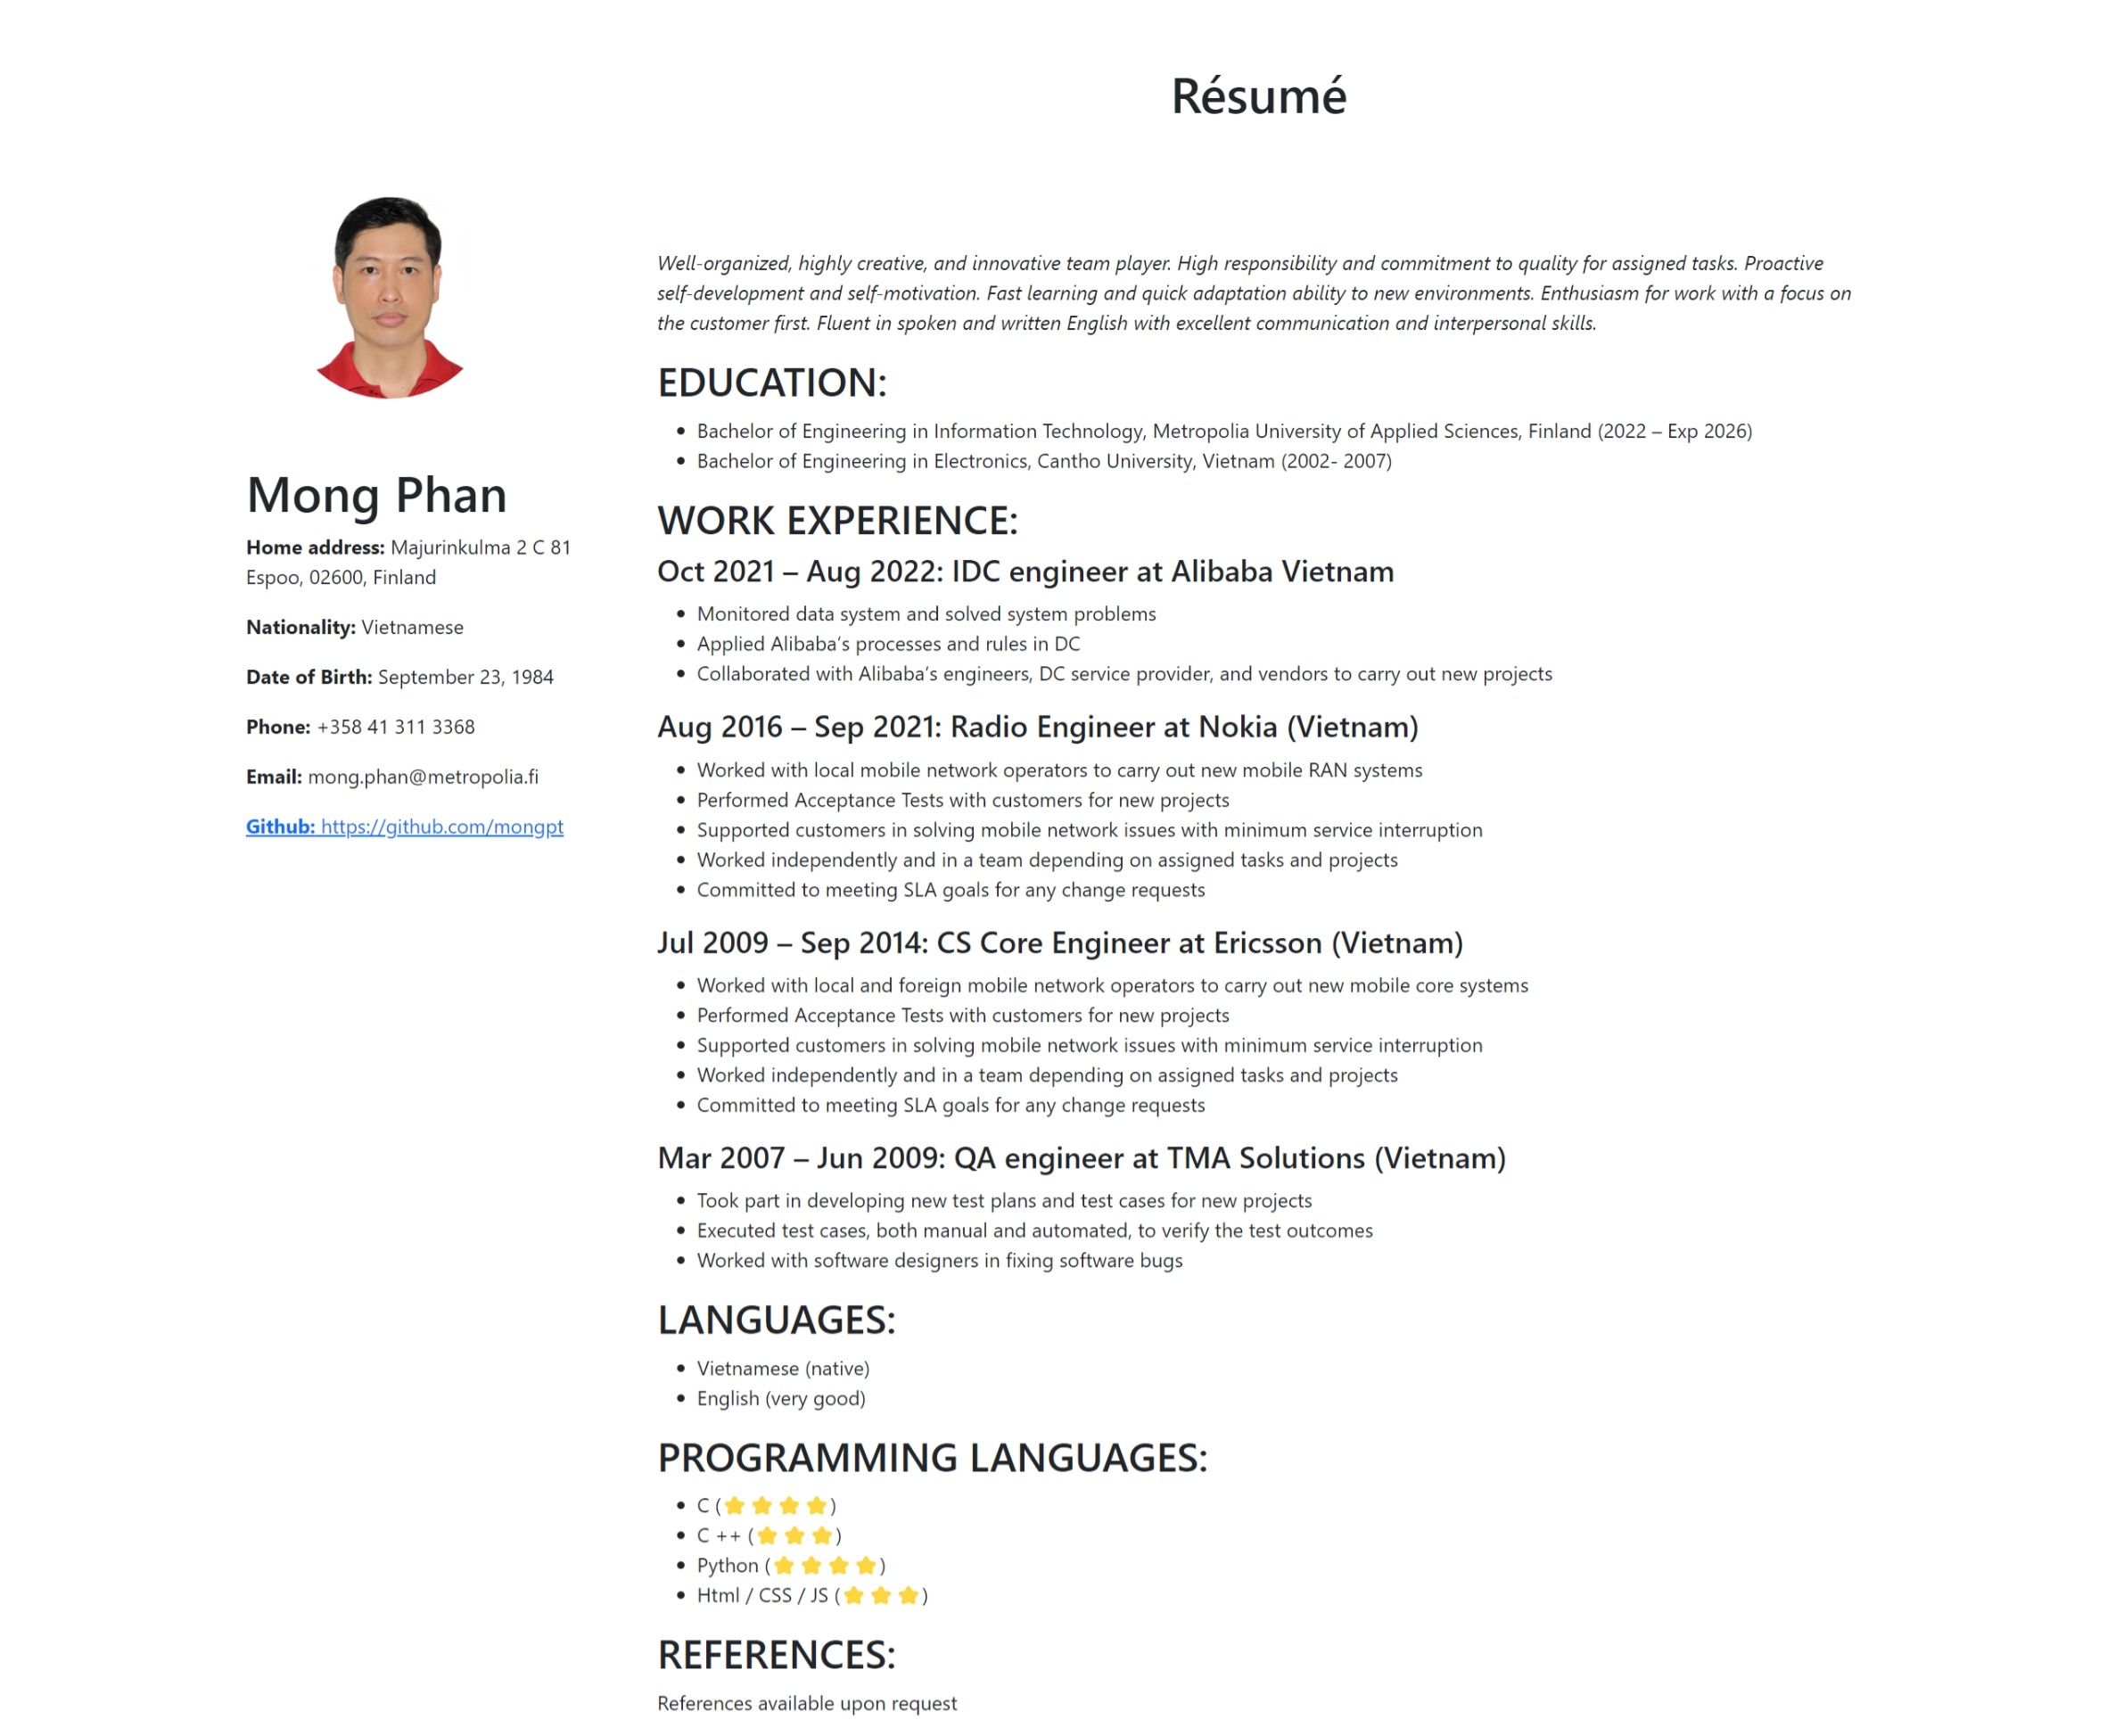 Résumé
Mong Phan
Home address: Majurinkulma 2 C 81
Espoo, 02600, Finland
Nationality: Vietnamese
Date of Birth: September 23, 1984
Phone: +358 41 311 3368
Email: mong.phan@metropolia.fi
Github: https://github.com/mongpt
Well-organized, highly creative, and innovative team player. High responsibility and commitment to quality for assigned tasks. Proactive
self-development and self-motivation. Fast learning and quick adaptation ability to new environments. Enthusiasm for work with a focus on
the customer first. Fluent in spoken and written English with excellent communication and interpersonal skills.
EDUCATION:
• Bachelor of Engineering in Information Technology, Metropolia University of Applied Sciences, Finland (2022 – Exp 2026)
• Bachelor of Engineering in Electronics, Cantho University, Vietnam (2002- 2007)
WORK EXPERIENCE:
Oct 2021 – Aug 2022: IDC engineer at Alibaba Vietnam
• Monitored data system and solved system problems
• Applied Alibaba’s processes and rules in DC
• Collaborated with Alibaba’s engineers, DC service provider, and vendors to carry out new projects
Aug 2016 – Sep 2021: Radio Engineer at Nokia (Vietnam)
• Worked with local mobile network operators to carry out new mobile RAN systems
• Performed Acceptance Tests with customers for new projects
• Supported customers in solving mobile network issues with minimum service interruption
• Worked independently and in a team depending on assigned tasks and projects
• Committed to meeting SLA goals for any change requests
Jul 2009 – Sep 2014: CS Core Engineer at Ericsson (Vietnam)
• Worked with local and foreign mobile network operators to carry out new mobile core systems
• Performed Acceptance Tests with customers for new projects
• Supported customers in solving mobile network issues with minimum service interruption
• Worked independently and in a team depending on assigned tasks and projects
• Committed to meeting SLA goals for any change requests
Mar 2007 – Jun 2009: QA engineer at TMA Solutions (Vietnam)
• Took part in developing new test plans and test cases for new projects
• Executed test cases, both manual and automated, to verify the test outcomes
• Worked with software designers in fixing software bugs
LANGUAGES:
• Vietnamese (native)
• English (very good)
PROGRAMMING LANGUAGES:
• C (⭐ ⭐ ⭐ ⭐)
• C ++ (⭐ ⭐ ⭐)
• Python (⭐ ⭐ ⭐ ⭐)
• Html / CSS / JS (⭐ ⭐ ⭐)
REFERENCES:
References available upon request